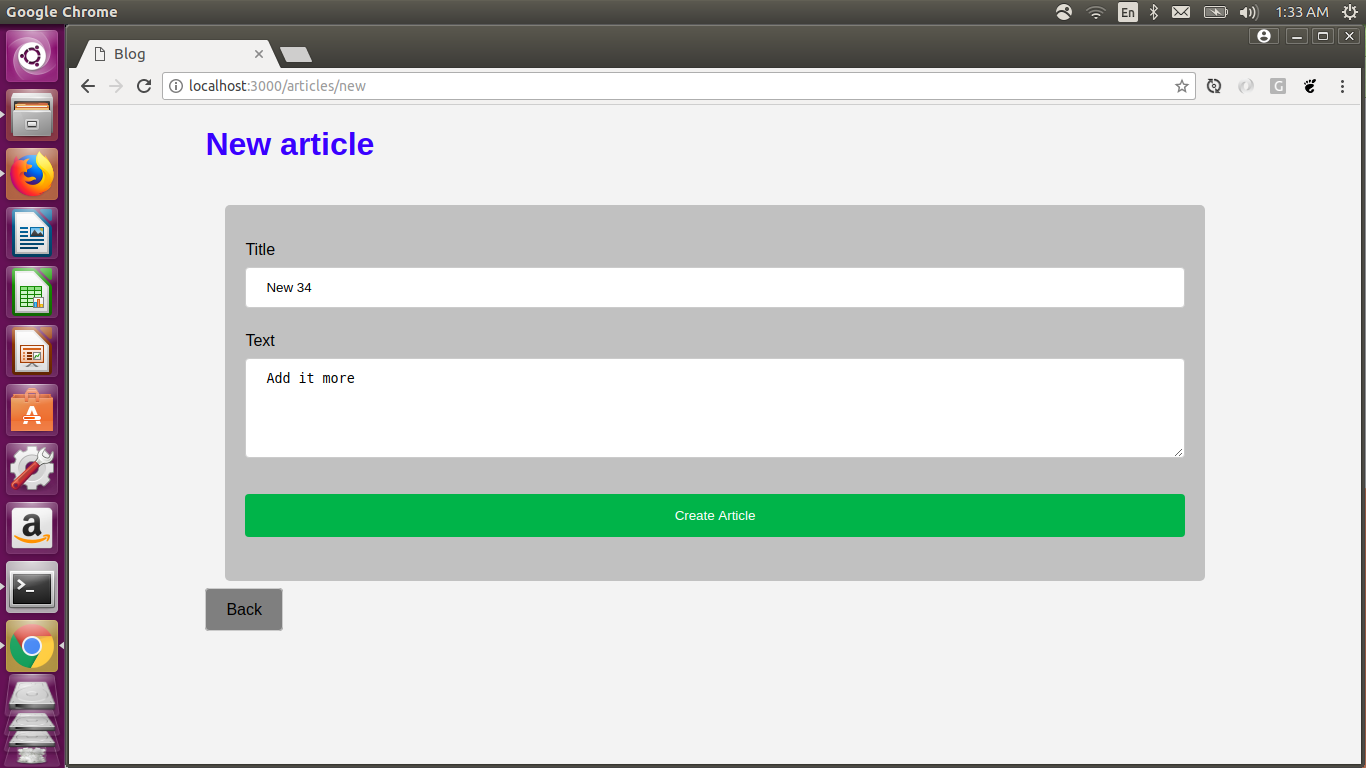 Google Chrome
En
1:33 AM
Blog
localhost:3000/articles/new
G
New article
Title
New 34
Text
Add it more
Create Article
Back